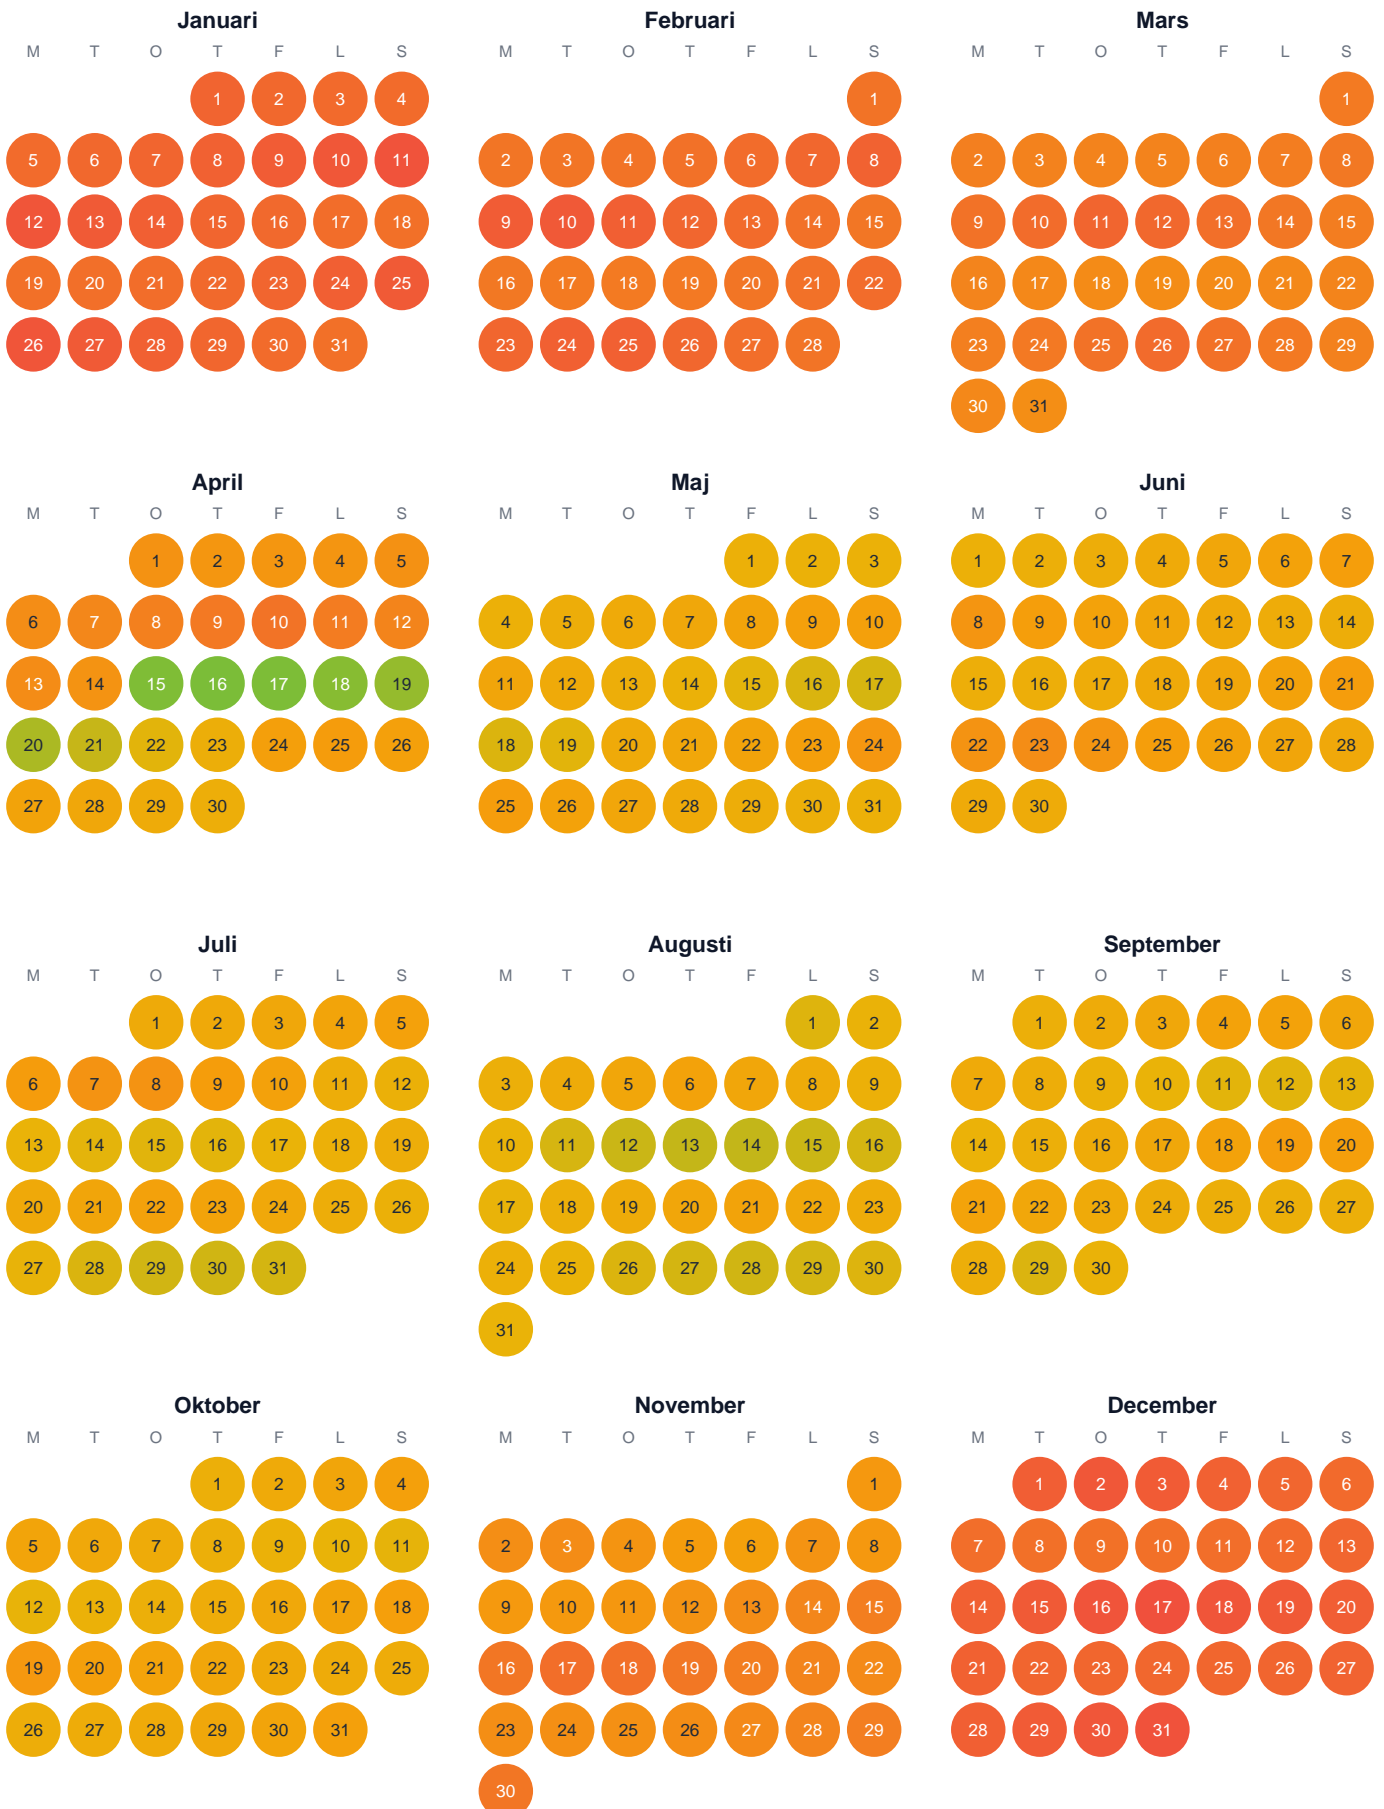 Januari Februari Mars
M T O T F L S M T O T F L S M T O T F L S
1 2 3 4 1 1
5 6 7 8 9 10 11 2 3 4 5 6 7 8 2 3 4 5 6 7 8
12 13 14 15 16 17 18 9 10 11 12 13 14 15 9 10 11 12 13 14 15
19 20 21 22 23 24 25 16 17 18 19 20 21 22 16 17 18 19 20 21 22
26 27 28 29 30 31 23 24 25 26 27 28 23 24 25 26 27 28 29
30 31
April Maj Juni
M T O T F L S M T O T F L S M T O T F L S
1 2 3 4 5 1 2 3 1 2 3 4 5 6 7
6 7 8 9 10 11 12 4 5 6 7 8 9 10 8 9 10 11 12 13 14
13 14 15 16 17 18 19 11 12 13 14 15 16 17 15 16 17 18 19 20 21
20 21 22 23 24 25 26 18 19 20 21 22 23 24 22 23 24 25 26 27 28
27 28 29 30 25 26 27 28 29 30 31 29 30
Juli Augusti September
M T O T F L S M T O T F L S M T O T F L S
1 2 3 4 5 1 2 1 2 3 4 5 6
6 7 8 9 10 11 12 3 4 5 6 7 8 9 7 8 9 10 11 12 13
13 14 15 16 17 18 19 10 11 12 13 14 15 16 14 15 16 17 18 19 20
20 21 22 23 24 25 26 17 18 19 20 21 22 23 21 22 23 24 25 26 27
27 28 29 30 31 24 25 26 27 28 29 30 28 29 30
31
Oktober November December
M T O T F L S M T O T F L S M T O T F L S
1 2 3 4 1 1 2 3 4 5 6
5 6 7 8 9 10 11 2 3 4 5 6 7 8 7 8 9 10 11 12 13
12 13 14 15 16 17 18 9 10 11 12 13 14 15 14 15 16 17 18 19 20
19 20 21 22 23 24 25 16 17 18 19 20 21 22 21 22 23 24 25 26 27
26 27 28 29 30 31 23 24 25 26 27 28 29 28 29 30 31
30